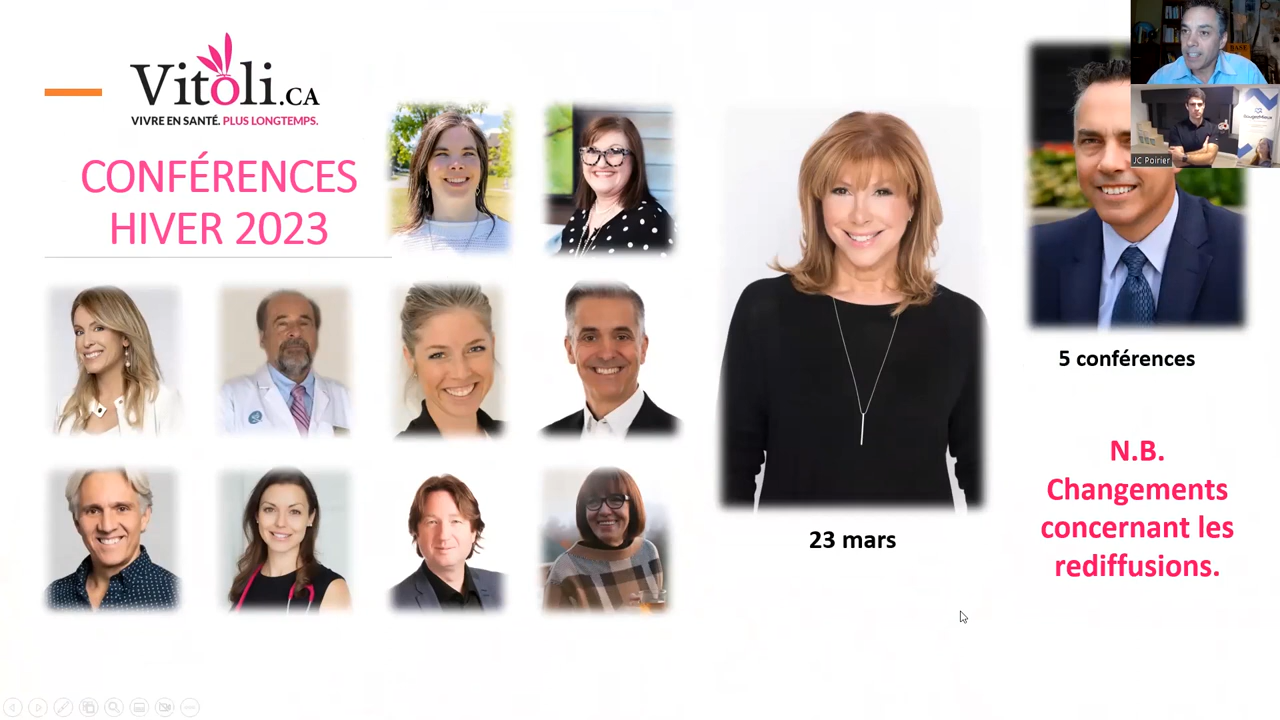 Vitoli.CA
VIVRE EN SANTÉ. PLUS LONGTEMPS.
CONFÉRENCES
HIVER 2023
23 mars
BASE
JC Poirier
5 conférences
N.B.
Changements
concernant les
rediffusions.